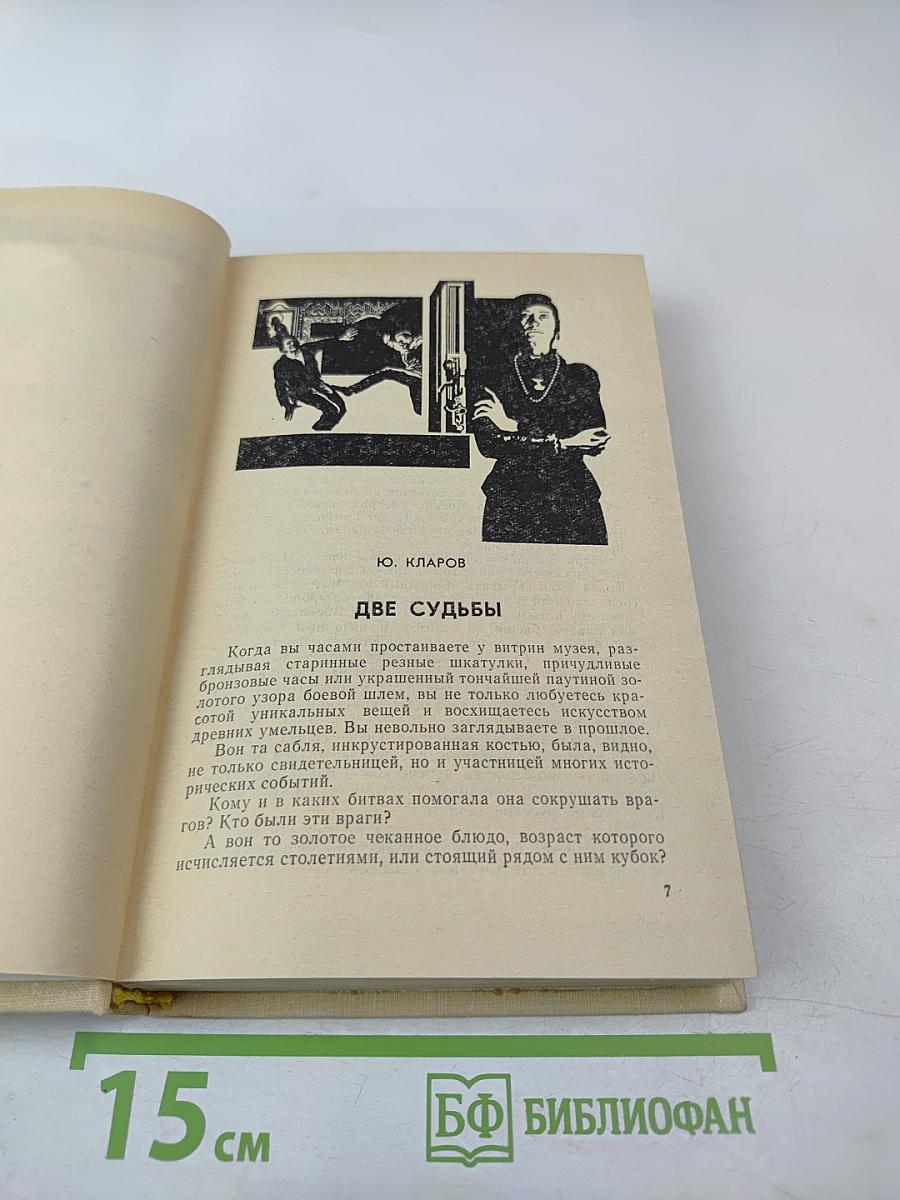 Ю. КЛАРОВ
ДВЕ СУДЬБЫ
Когда вы часами простаиваете у витрин музея, раз-
глядывая старинные резные шкатулки, причудливые
бронзовые часы или украшенный тончайшей паутиной зо-
лотого узора боевой шлем, вы не только любуетесь кра-
сотой уникальных вещей и восхищаетесь искусством
древних умельцев. Вы невольно заглядываете в прошлое.
Вон та сабля, инкрустированная костью, была, видно,
не только свидетельницей, но и участницей многих исто-
рических событий.
Кому и в каких битвах помогала она сокрушать вра-
гов? Кто были эти враги?
А вон то золотое чеканное блюдо, возраст которого
исчисляется столетиями, или стоящий рядом с ним кубок?
7
15 см
БФ БИБЛИОФАН